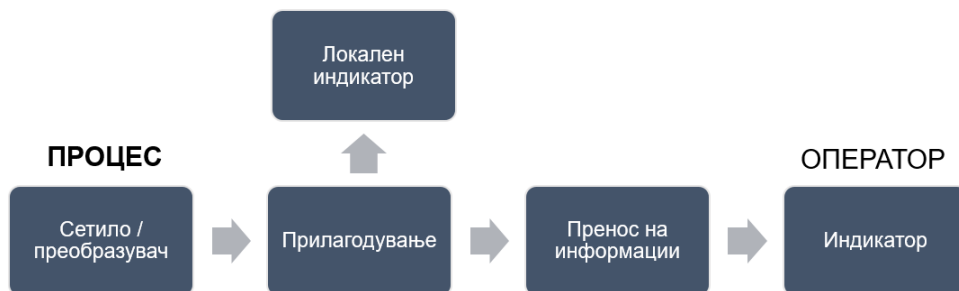 Локален
индикатор
ПРОЦЕС
ОПЕРАТОР
Сетило /
преобразувач
Прилагодување
Пренос на
информации
Индикатор